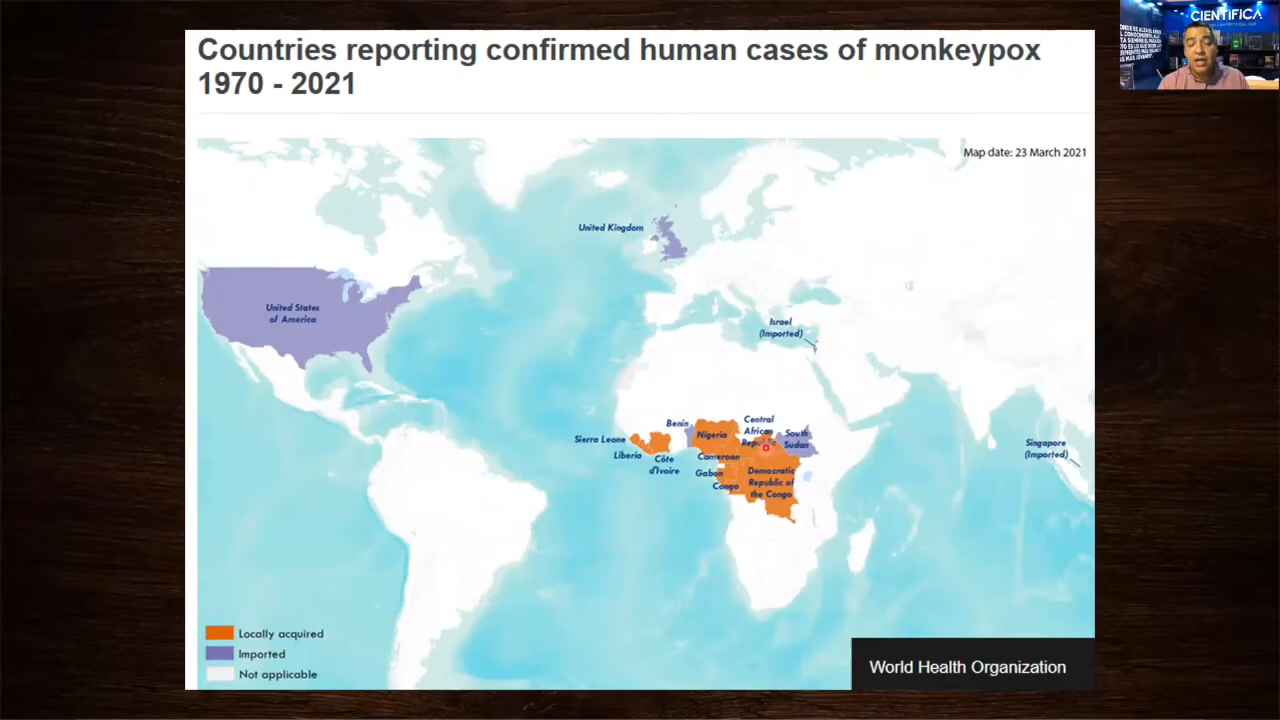 Countries reporting confirmed human cases of monkeypox
1970 - 2021
Map date: 23 March 2021
United Kingdom
United States
of America
Israel
(Imported)
Benin
Nigeria
Central
African
Republic
South
Sudan
Sierra Leone
Liberia
Côte
d'Ivoire
Cameroon
Gabon
Congo
Democratic
Republic of
the Congo
Singapore
(Imported)
Locally acquired
Imported
Not applicable
World Health Organization
CIENTÍFICA